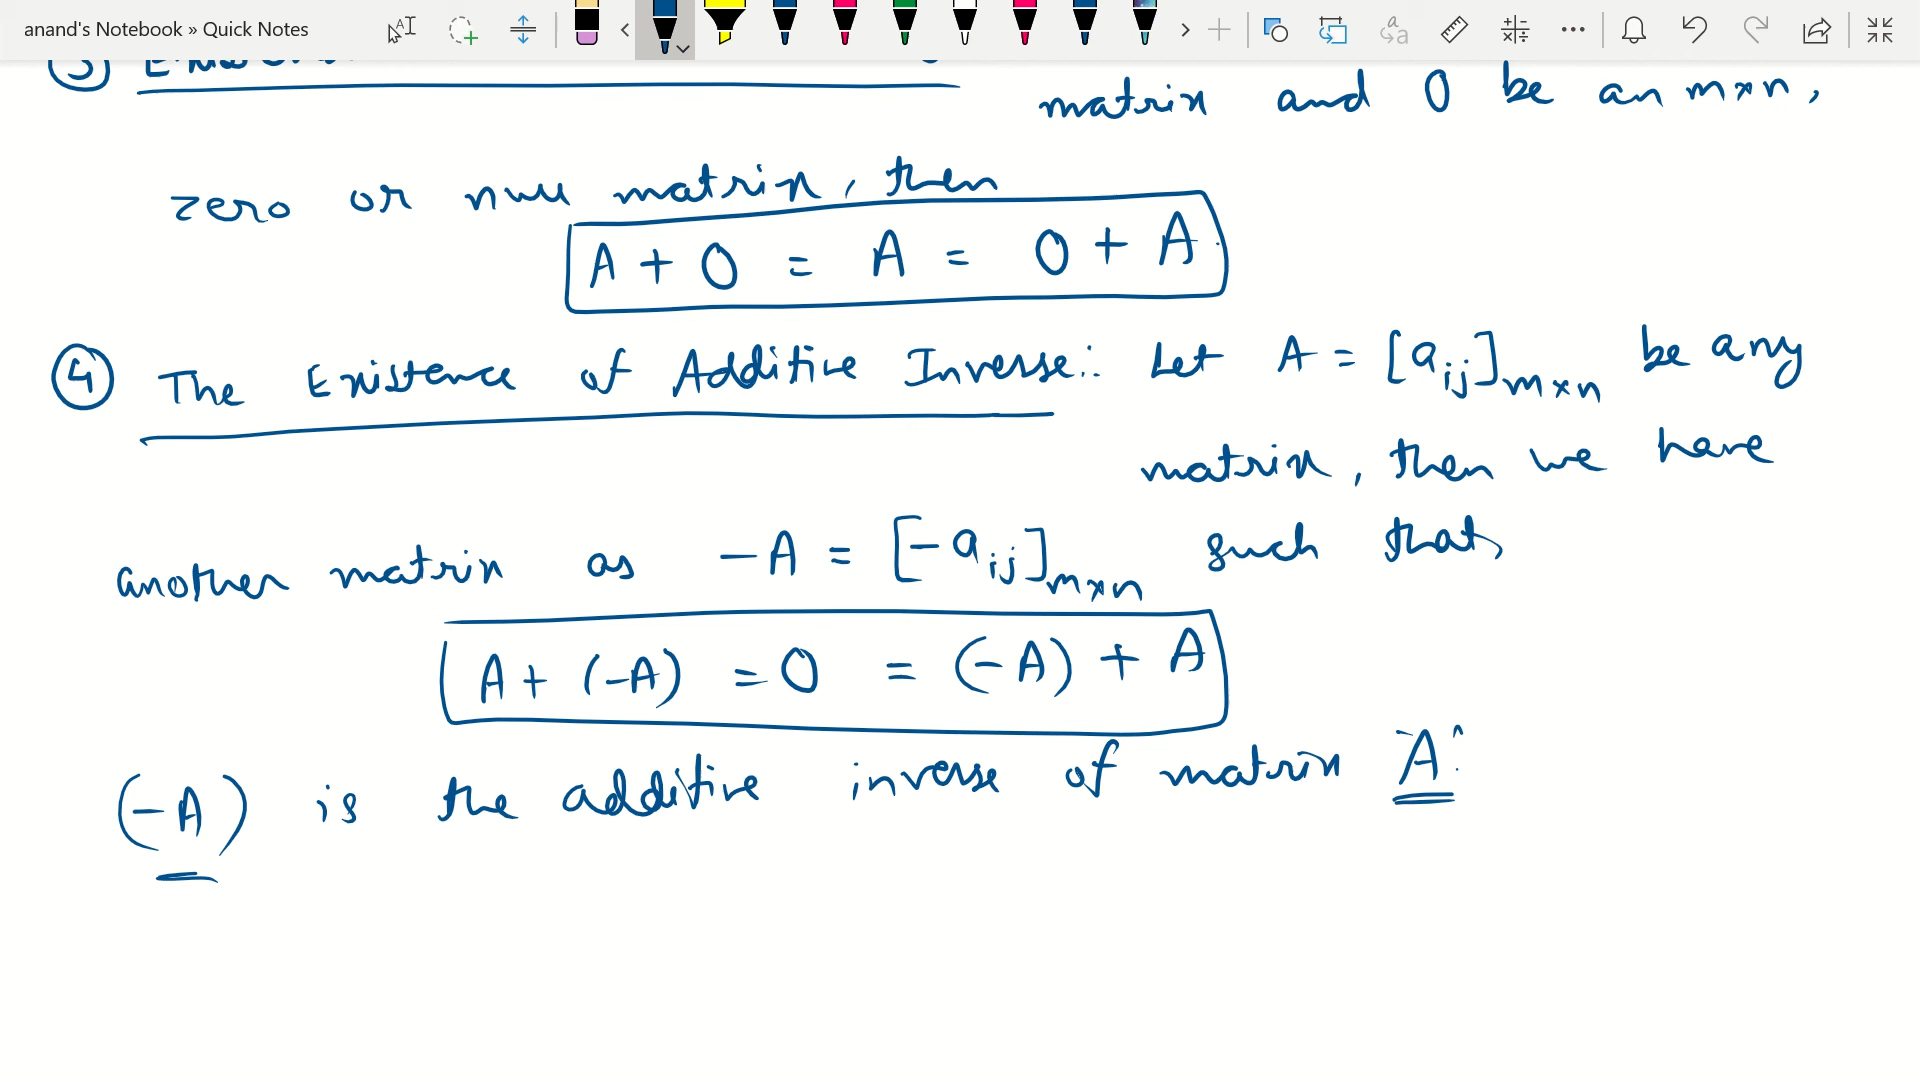 anand's Notebook » Quick Notes
③
matrix and O be an m×n,
zero or null matrix, then
A + O = A = O + A
④ The Existence of Additive Inverse:: Let A = [aij]m×n be any
matrix, then we have
another matrix as -A = [-aij]m×n such that,
A + (-A) = O = (-A) + A
(-A) is the additive inverse of matrix A.